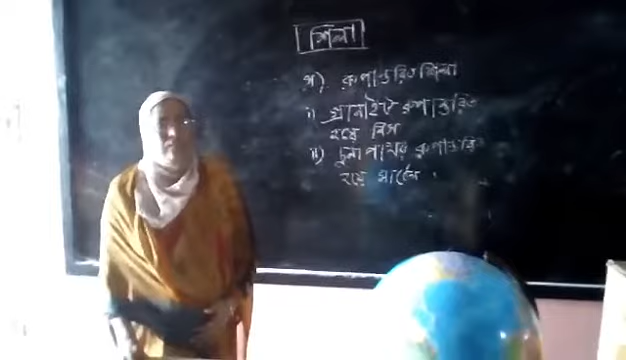 শিলা
গ) রূপান্তরিত শিলা
i) গ্রানাইট রূপান্তরিত
হয়ে নিস
ii) চুনাপাথর রূপান্তরিত
হয়ে মার্বেল